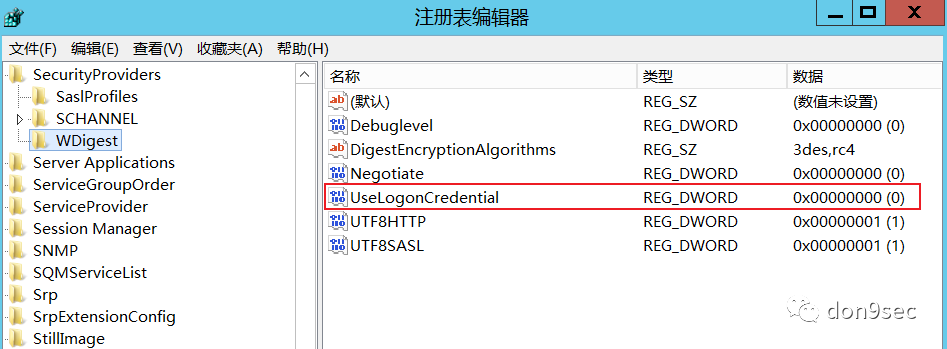 注册表编辑器
文件(F) 编辑(E) 查看(V) 收藏夹(A) 帮助(H)
SecurityProviders
SaslProfiles
SCHANNEL
WDigest
Server Applications
ServiceGroupOrder
ServiceProvider
Session Manager
SNMP
SQMServiceList
Srp
SrpExtensionConfig
StillImage
名称 类型 数据
ab (默认) REG_SZ (数值未设置)
Debuglevel REG_DWORD 0x00000000 (0)
ab DigestEncryptionAlgorithms REG_SZ 3des,rc4
Negotiate REG_DWORD 0x00000000 (0)
UseLogonCredential REG_DWORD 0x00000000 (0)
UTF8HTTP REG_DWORD 0x00000001 (1)
UTF8SASL REG_DWORD 0x00000001 (1)
don9sec